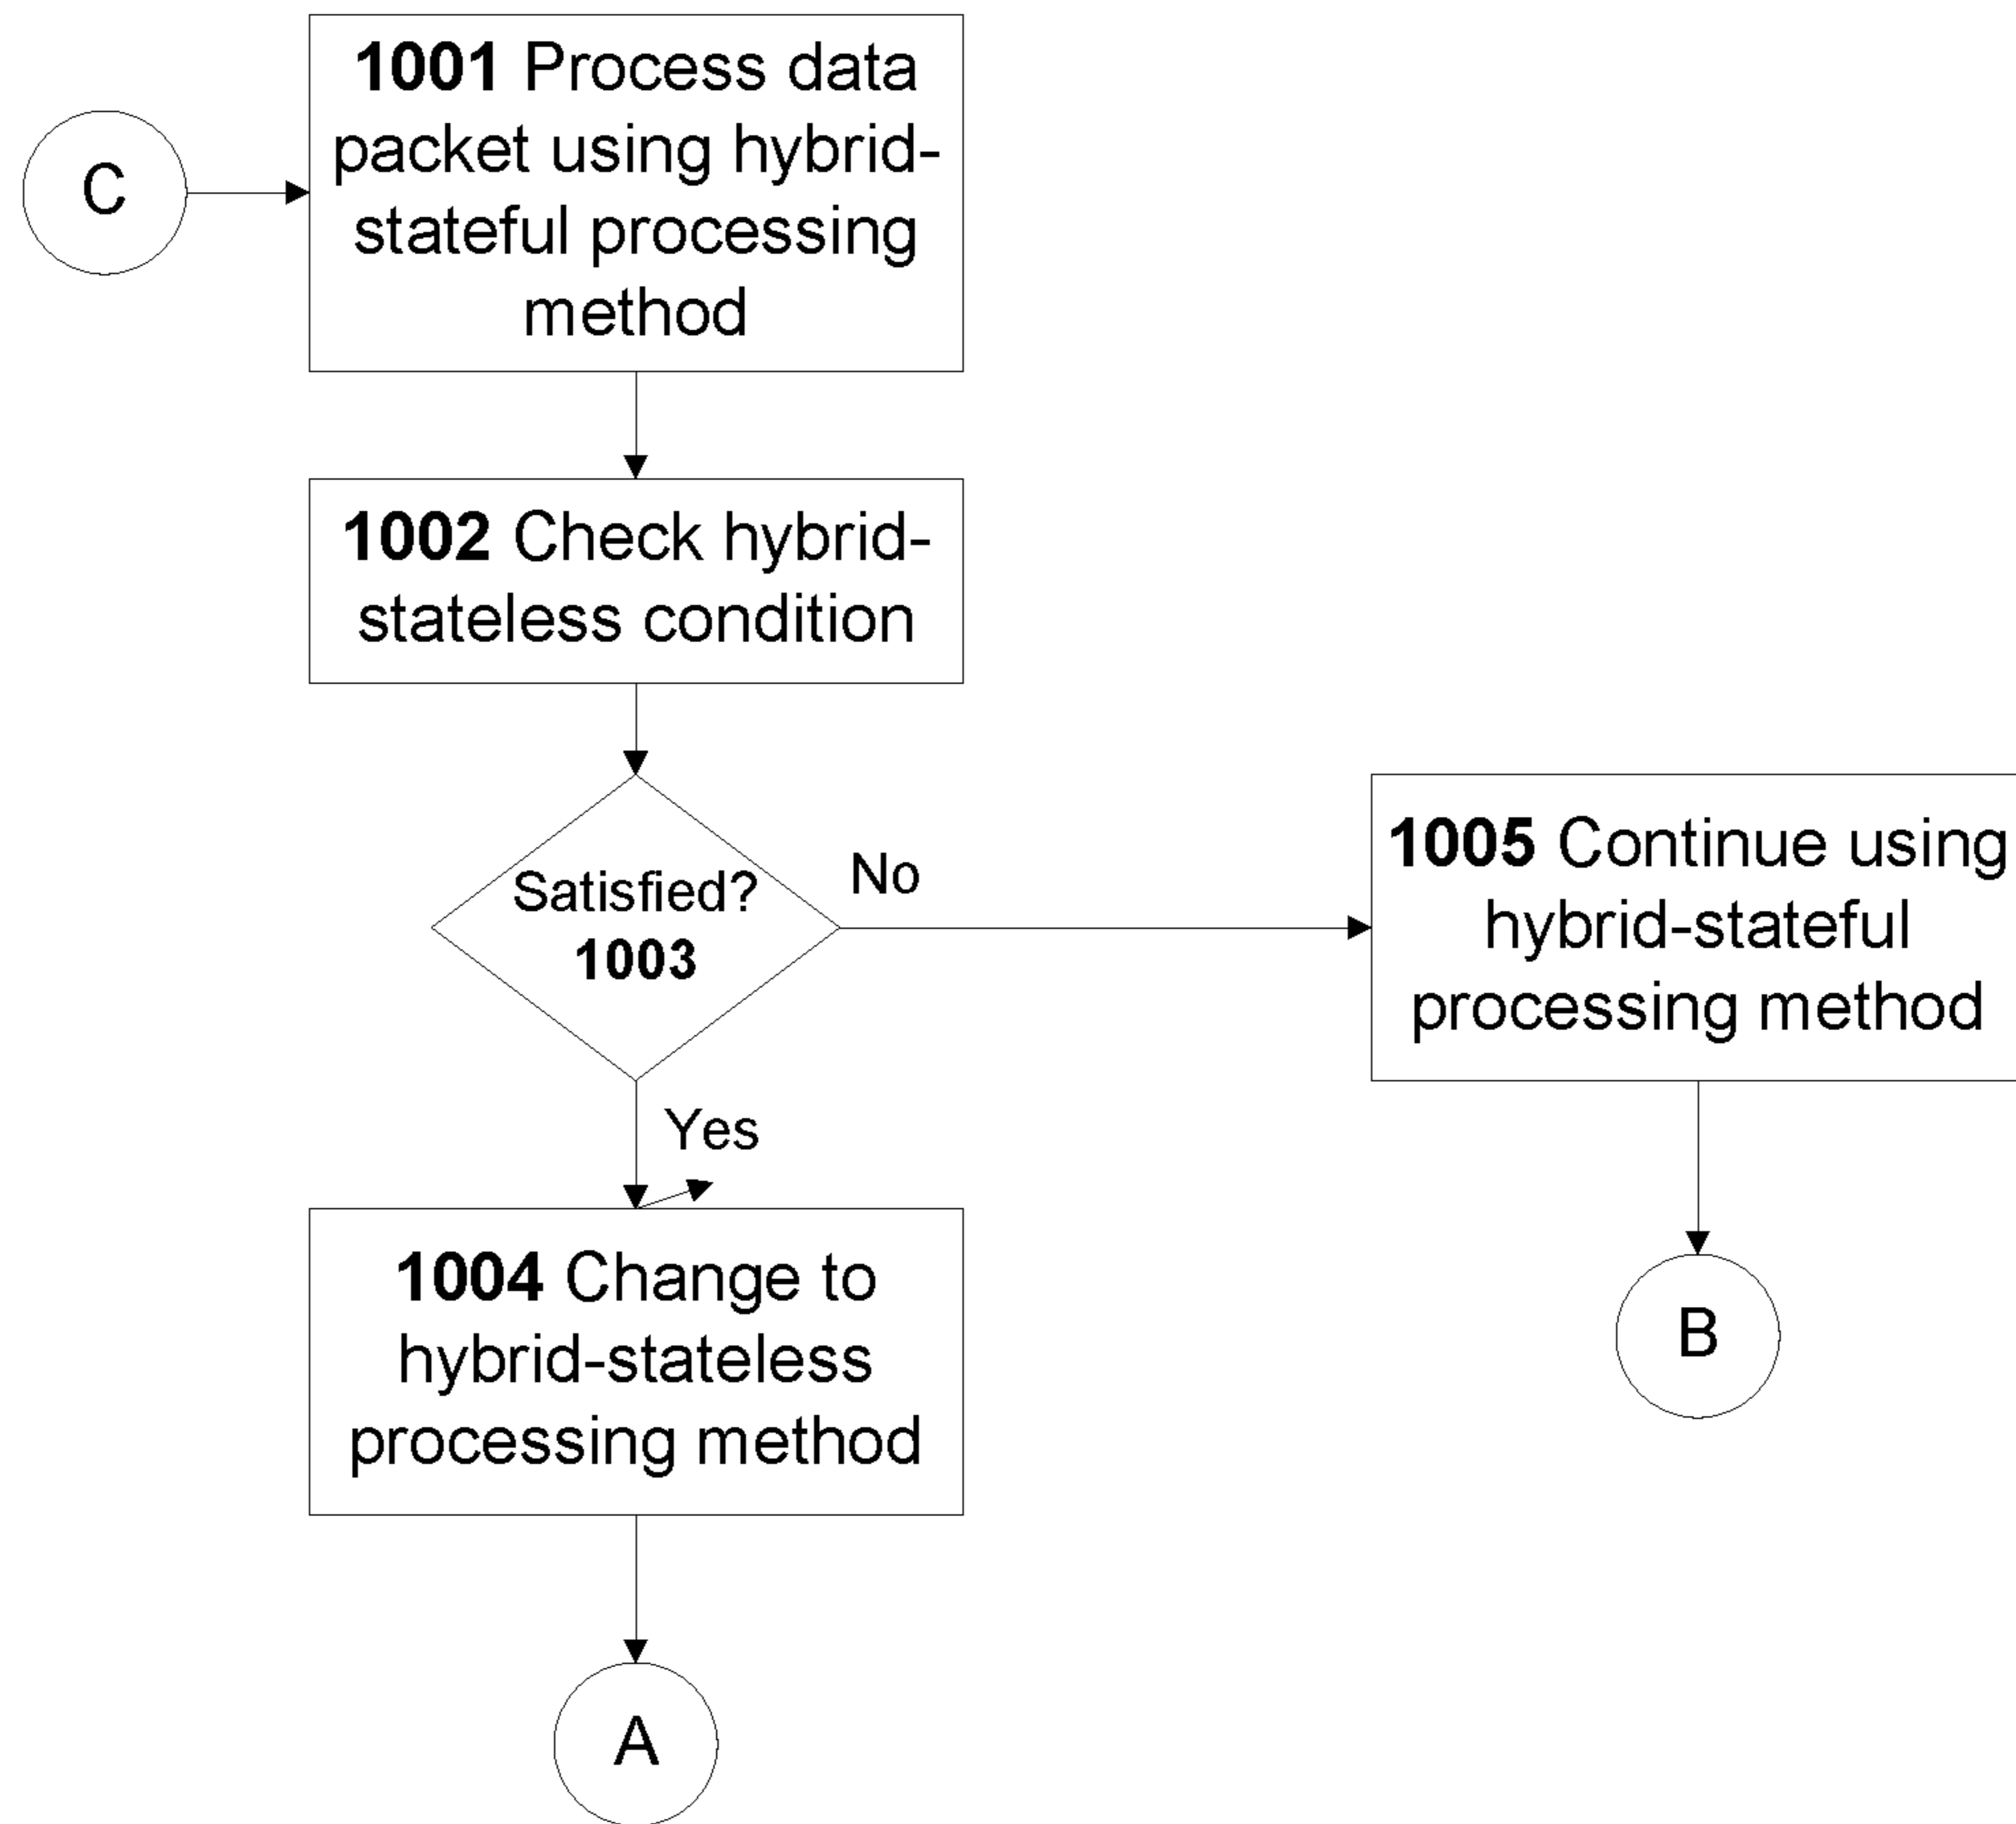 C
1001 Process data
packet using hybrid-
stateful processing
method
1002 Check hybrid-
stateless condition
Satisfied?
1003
No
1005 Continue using
hybrid-stateful
processing method
Yes
1004 Change to
hybrid-stateless
processing method
B
A